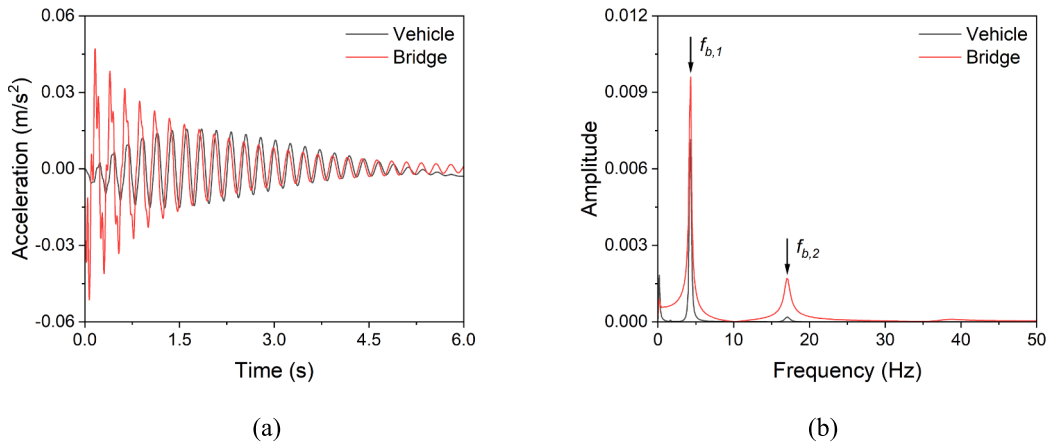 0.06
0.03
0.00
-0.03
-0.06
Acceleration (m/s²)
Vehicle
Bridge
0.0
1.5
3.0
4.5
6.0
Time (s)
(a)
0.012
0.009
0.006
0.003
0.000
Amplitude
Vehicle
Bridge
f_b,1
f_b,2
0
10
20
30
40
50
Frequency (Hz)
(b)